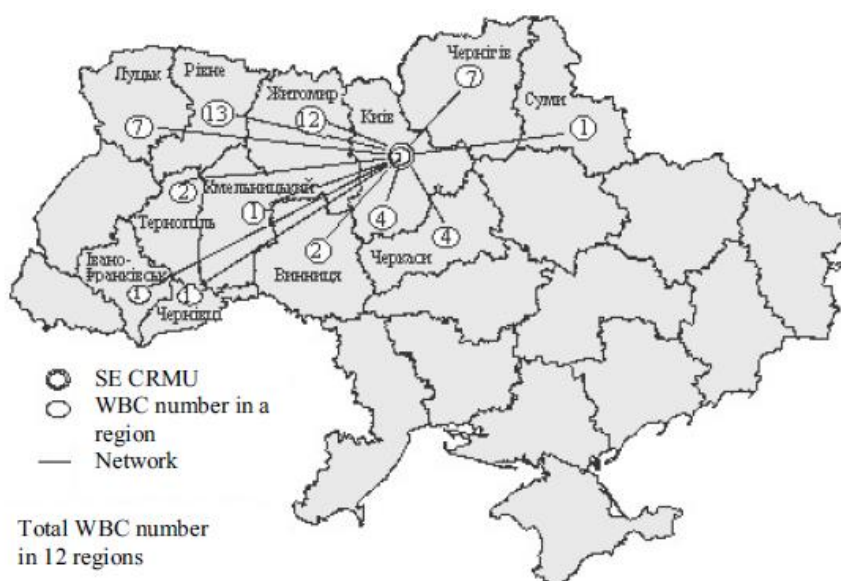 Чернігів
7
Луцьк
Рівне
Житомир
Київ
Суми
13
12
7
1
2
Хмельницький
Тернопіль
1
4
2
4
Черкаси
Івано-
Франківськ
Винниця
1
1
Чернівці
SE CRMU
WBC number in a
region
Network
Total WBC number
in 12 regions